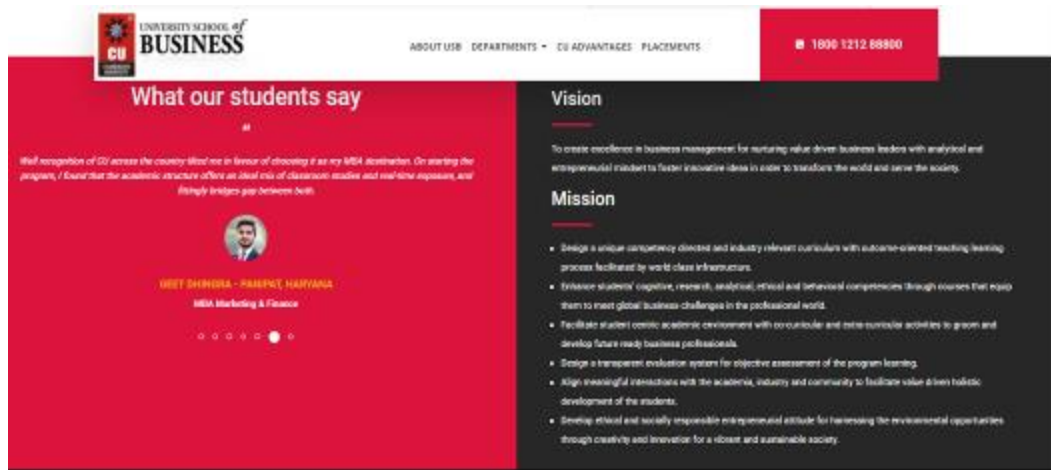 UNIVERSITY SCHOOL of
BUSINESS
CU
ABOUT USB DEPARTMENTS CU ADVANTAGES PLACEMENTS
1800 1212 88800
What our students say
"
Well recognition of CU across the country tilted me in favour of choosing it as my MBA destination. On starting the
program, I found that the academic structure offers an ideal mix of classroom studies and real-time exposure, and
fittingly bridges gap between both.
GEET DHINGRA - PANIPAT, HARYANA
MBA Marketing & Finance
Vision
To create excellence in business management for nurturing value driven business leaders with analytical and
entrepreneurial mindset to foster innovative ideas in order to transform the world and serve the society.
Mission
• Design a unique competency directed and industry relevant curriculum with outcome-oriented teaching learning
process facilitated by world class infrastructure.
• Enhance students' cognitive, research, analytical, ethical and behavioral competencies through courses that equip
them to meet global business challenges in the professional world.
• Facilitate student centric academic environment with co-curricular and extra-curricular activities to groom and
develop future ready business professionals.
• Design a transparent evaluation system for objective assessment of the program learning.
• Align meaningful interactions with the academia, industry and community to facilitate value driven holistic
development of the students.
• Develop ethical and socially responsible entrepreneurial attitude for harnessing the environmental opportunities
through creativity and innovation for a vibrant and sustainable society.